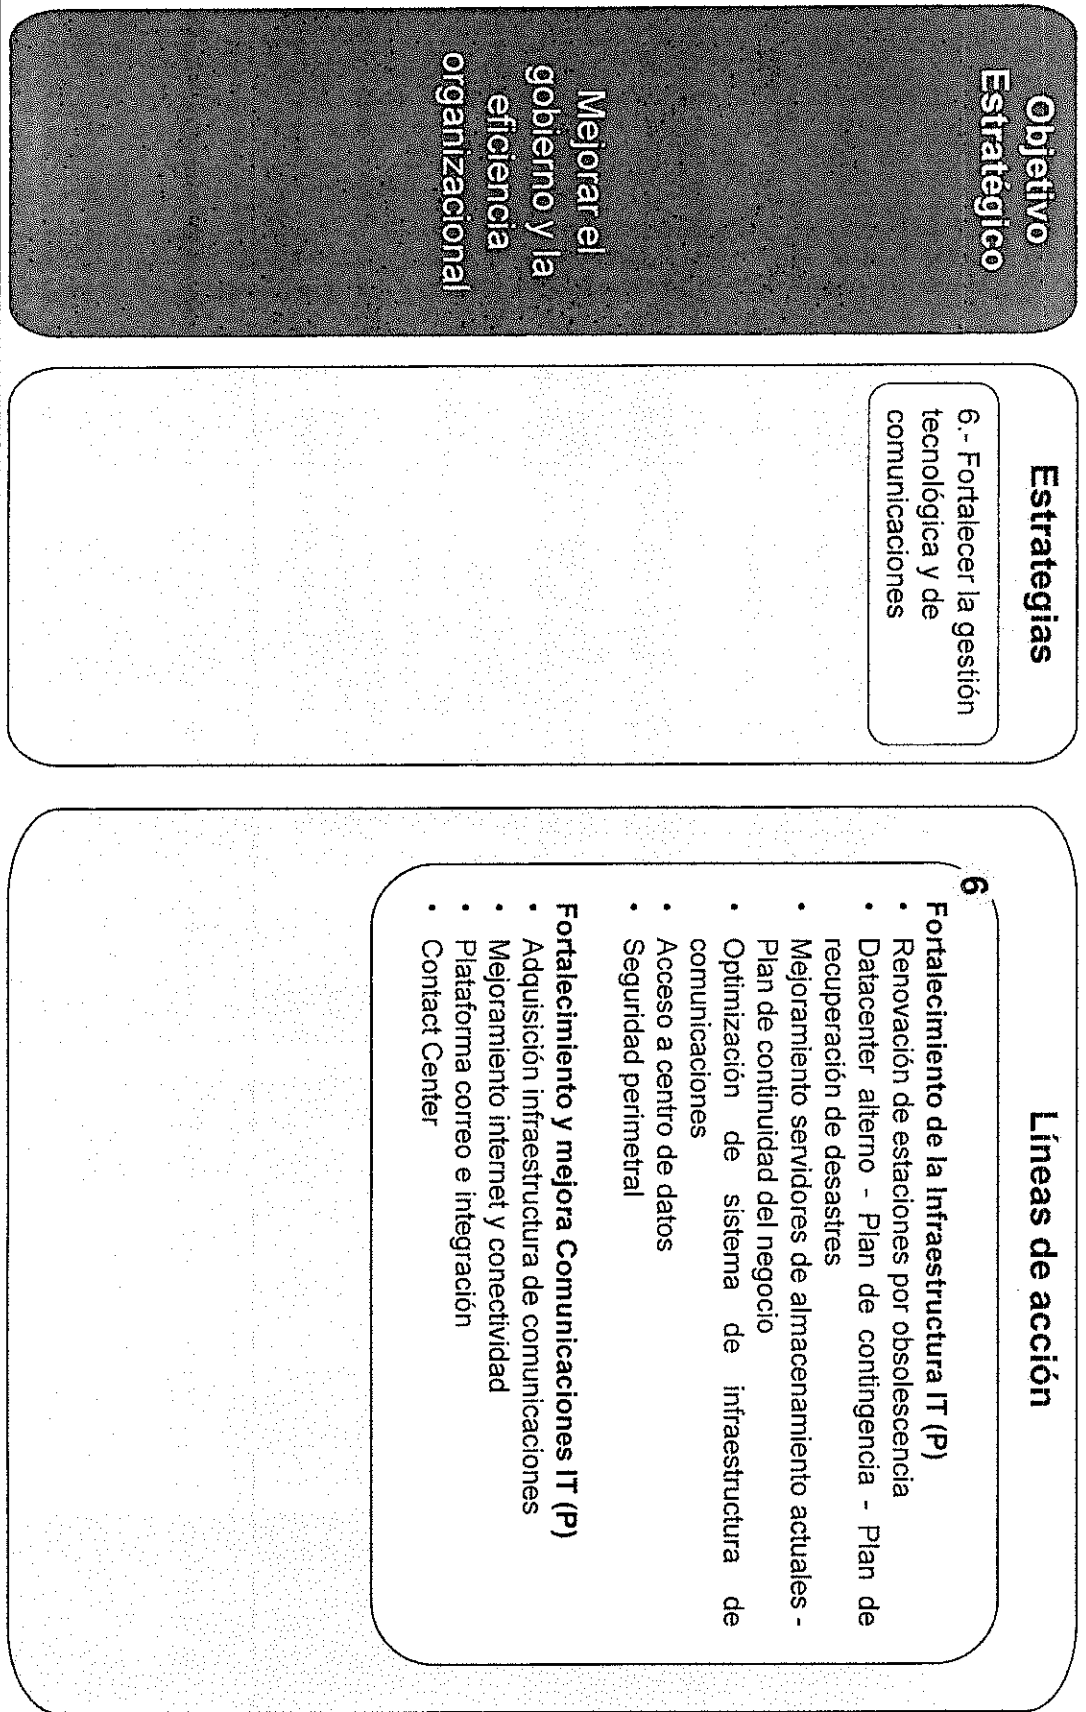 Objetivo
Estratégico
Mejorar el
gobierno y la
eficiencia
organizacional
Estrategias
6.- Fortalecer la gestión
tecnológica y de
comunicaciones
Líneas de acción
6
Fortalecimiento de la Infraestructura IT (P)
• Renovación de estaciones por obsolescencia
• Datacenter alterno - Plan de contingencia - Plan de
recuperación de desastres
• Mejoramiento servidores de almacenamiento actuales -
Plan de continuidad del negocio
• Optimización de sistema de infraestructura de
comunicaciones
• Acceso a centro de datos
• Seguridad perimetral
Fortalecimiento y mejora Comunicaciones IT (P)
• Adquisición infraestructura de comunicaciones
• Mejoramiento internet y conectividad
• Plataforma correo e integración
• Contact Center